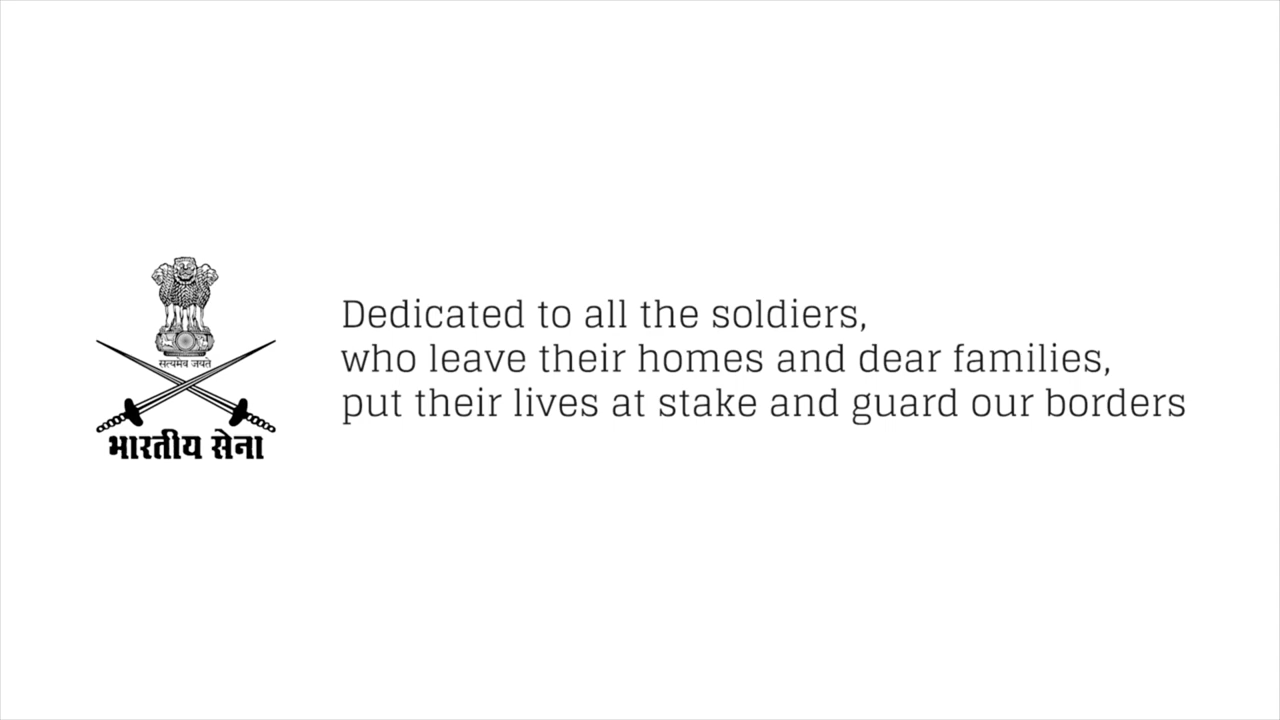 सत्यमेव जयते
भारतीय सेना
Dedicated to all the soldiers,
who leave their homes and dear families,
put their lives at stake and guard our borders